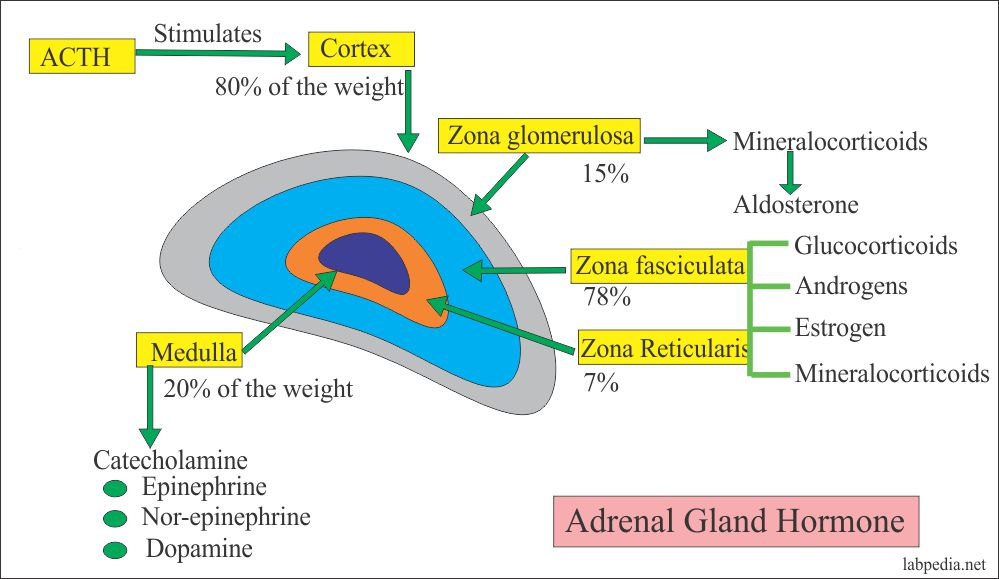 Stimulates
ACTH
Cortex
80% of the weight
Zona glomerulosa
15%
Mineralocorticoids
Aldosterone
Zona fasciculata
78%
Glucocorticoids
Androgens
Estrogen
Mineralocorticoids
Zona Reticularis
7%
Medulla
20% of the weight
Catecholamine
Epinephrine
Nor-epinephrine
Dopamine
Adrenal Gland Hormone
labpedia.net